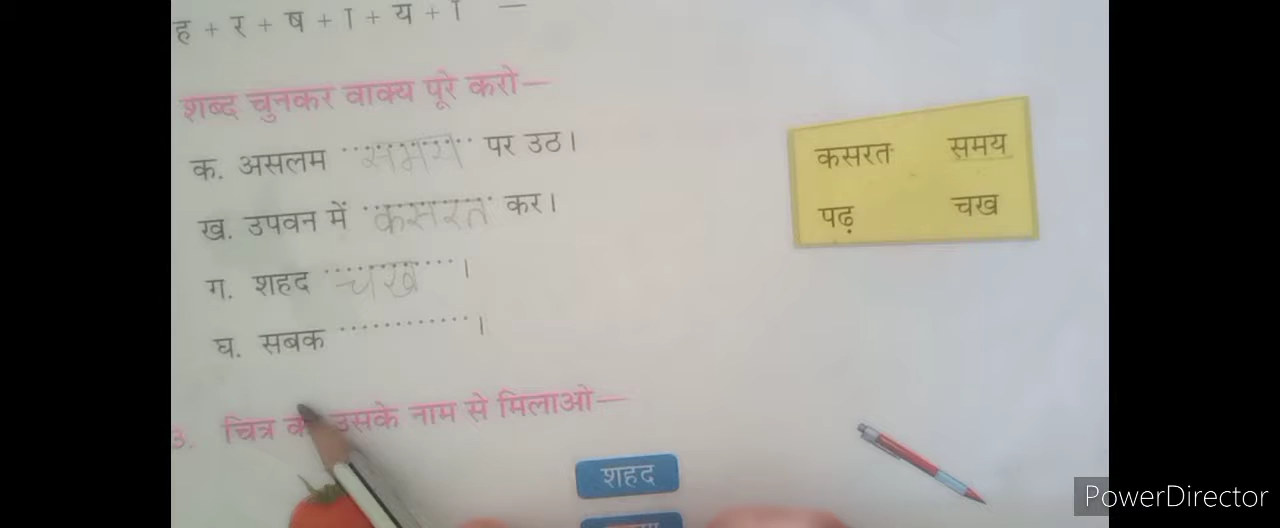 ह + र + ष + ा + य + ा —
शब्द चुनकर वाक्य पूरे करो—
क. असलम समय पर उठ।
ख. उपवन में कसरत कर।
ग. शहद चख ।
घ. सबक ............ ।
कसरत समय
पढ़ चख
3. चित्र को उसके नाम से मिलाओ—
शहद
PowerDirector